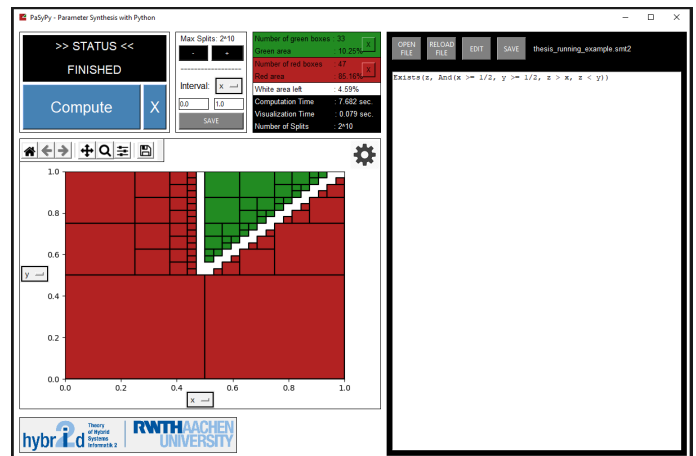 PaSyPy - Parameter Synthesis with Python
>> STATUS <<
FINISHED
Compute
X
Max Splits: 2^10
-
+
Interval:
x
0.0
1.0
SAVE
Number of green boxes : 33
Green area : 10.25%
X
Number of red boxes : 47
Red area : 85.16%
X
White area left : 4.59%
Computation Time : 7.682 sec.
Visualization Time : 0.079 sec.
Number of Splits : 2^10
OPEN FILE
RELOAD FILE
EDIT
SAVE
thesis_running_example.smt2
Exists(z, And(x >= 1/2, y >= 1/2, z > x, z < y))
1.0
0.8
0.6
y
0.4
0.2
0.0
0.0 0.2 0.4 0.6 0.8 1.0
x
hybrid
Theory
of Hybrid
Systems
Informatik 2
RWTHAACHEN
UNIVERSITY